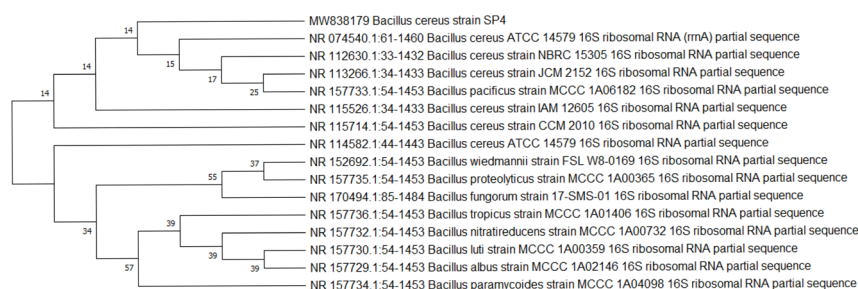 MW838179 Bacillus cereus strain SP4
14
NR 074540.1:61-1460 Bacillus cereus ATCC 14579 16S ribosomal RNA (rrnA) partial sequence
NR 112630.1:33-1432 Bacillus cereus strain NBRC 15305 16S ribosomal RNA partial sequence
15
14
NR 113266.1:34-1433 Bacillus cereus strain JCM 2152 16S ribosomal RNA partial sequence
17
NR 157733.1:54-1453 Bacillus pacificus strain MCCC 1A06182 16S ribosomal RNA partial sequence
25
14
NR 115526.1:34-1433 Bacillus cereus strain IAM 12605 16S ribosomal RNA partial sequence
NR 115714.1:54-1453 Bacillus cereus strain CCM 2010 16S ribosomal RNA partial sequence
NR 114582.1:44-1443 Bacillus cereus ATCC 14579 16S ribosomal RNA partial sequence
NR 152692.1:54-1453 Bacillus wiedmannii strain FSL W8-0169 16S ribosomal RNA partial sequence
37
NR 157735.1:54-1453 Bacillus proteolyticus strain MCCC 1A00365 16S ribosomal RNA partial sequence
55
NR 170494.1:85-1484 Bacillus fungorum strain 17-SMS-01 16S ribosomal RNA partial sequence
NR 157736.1:54-1453 Bacillus tropicus strain MCCC 1A01406 16S ribosomal RNA partial sequence
39
34
NR 157732.1:54-1453 Bacillus nitratireducens strain MCCC 1A00732 16S ribosomal RNA partial sequence
NR 157730.1:54-1453 Bacillus luti strain MCCC 1A00359 16S ribosomal RNA partial sequence
39
NR 157729.1:54-1453 Bacillus albus strain MCCC 1A02146 16S ribosomal RNA partial sequence
39
57
NR 157734.1:54-1453 Bacillus paramycoides strain MCCC 1A04098 16S ribosomal RNA partial sequence